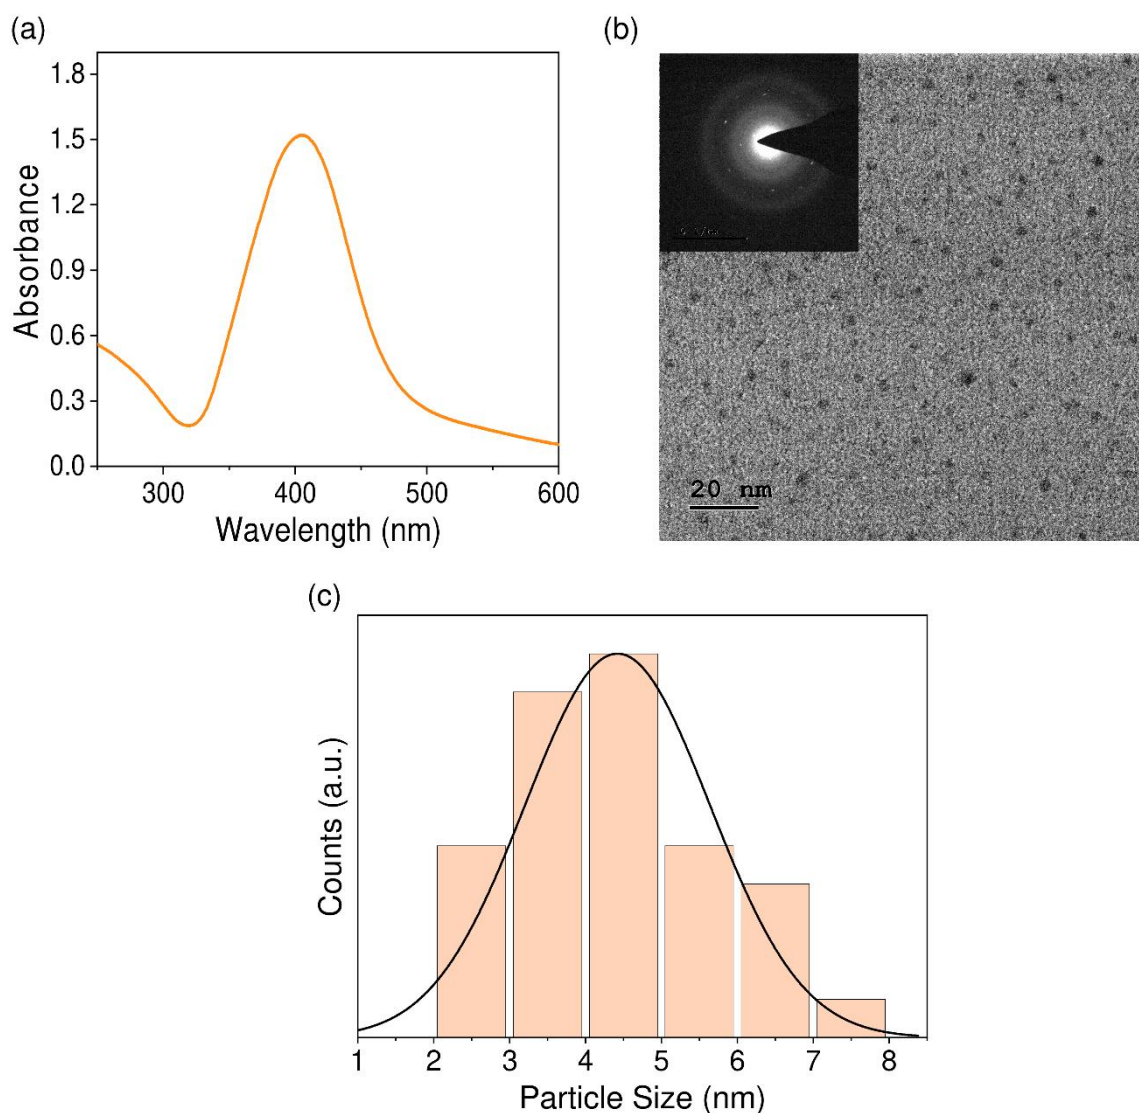 (a)
1.8
1.5
1.2
0.9
0.6
0.3
0.0
Absorbance
300 400 500 600
Wavelength (nm)
(b)
20 nm
(c)
Counts (a.u.)
1 2 3 4 5 6 7 8
Particle Size (nm)